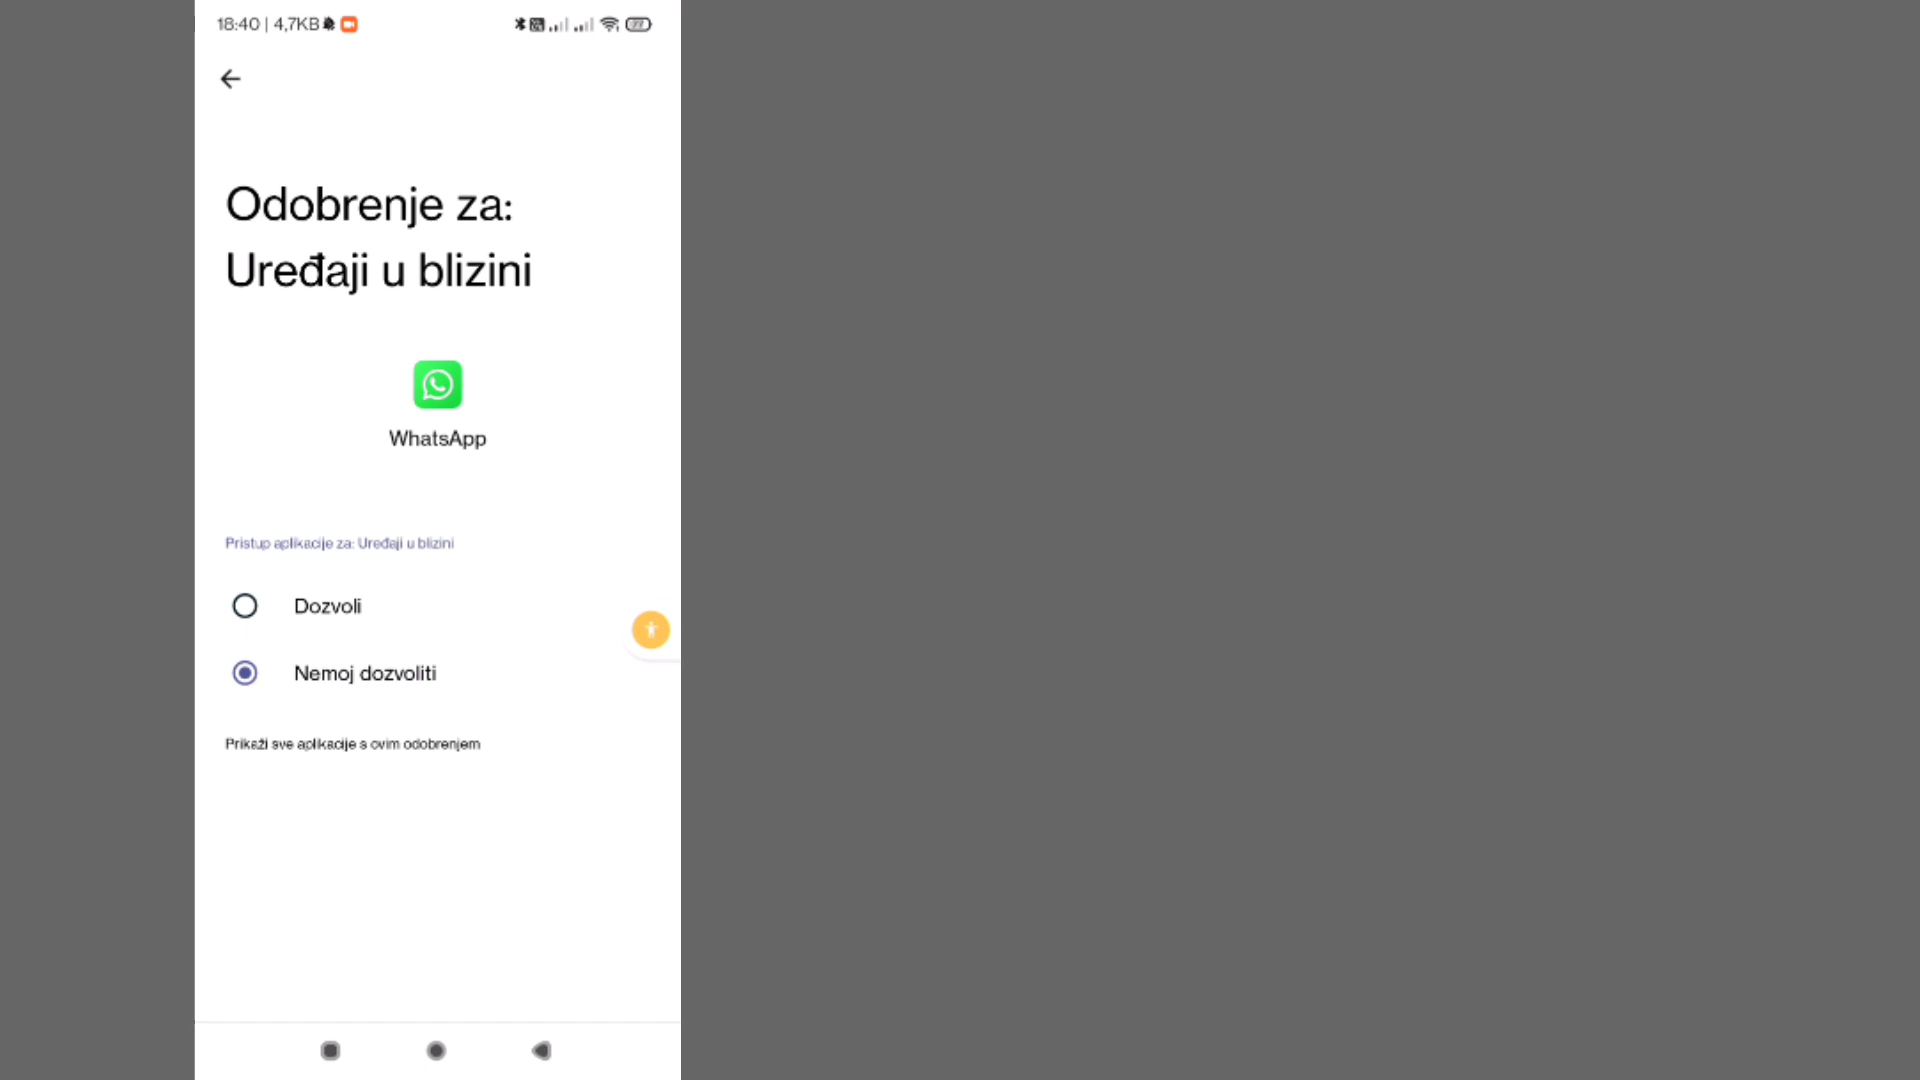 18:40 | 4,7KB
Odobrenje za:
Uređaji u blizini
WhatsApp
Pristup aplikacije za: Uređaji u blizini
Dozvoli
Nemoj dozvoliti
Prikaži sve aplikacije s ovim odobrenjem